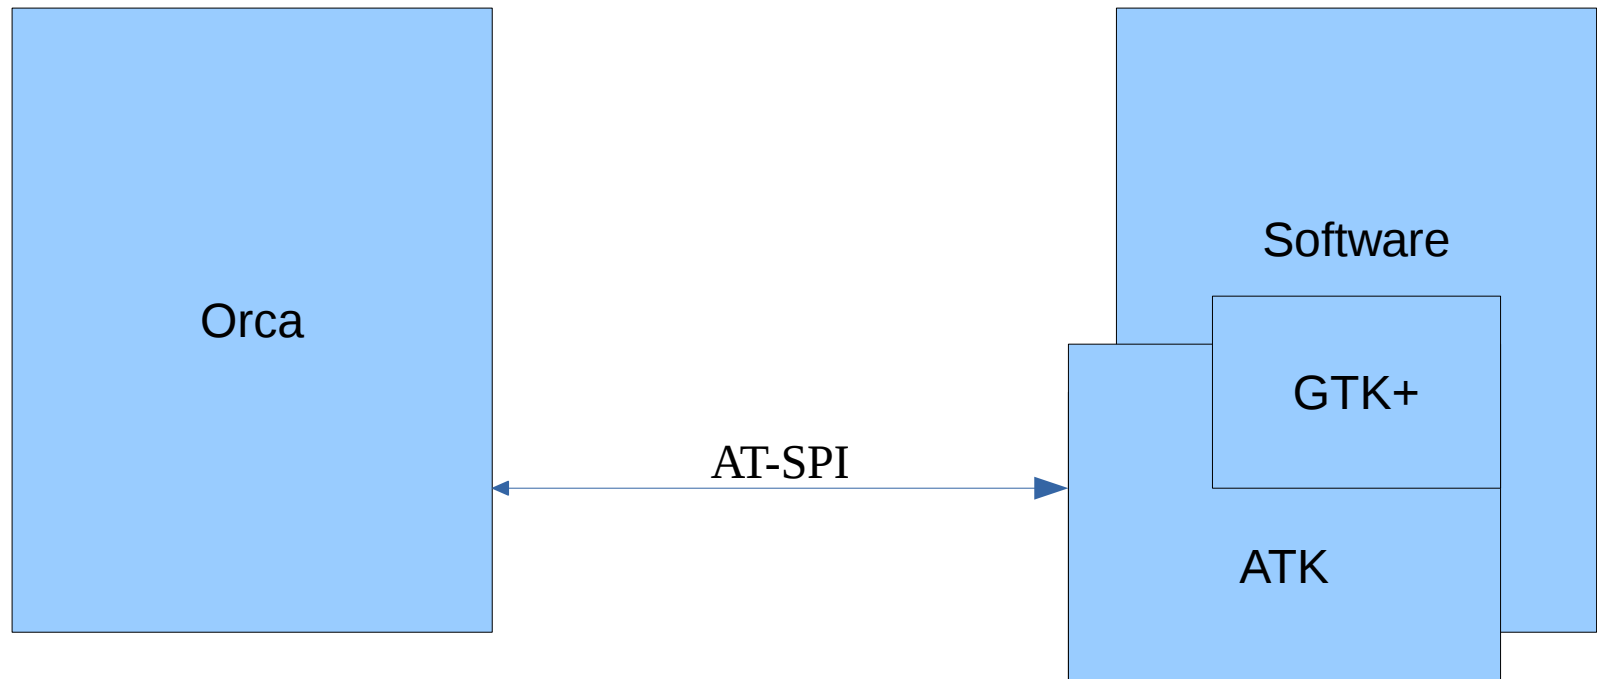 Orca
AT-SPI
Software
GTK+
ATK